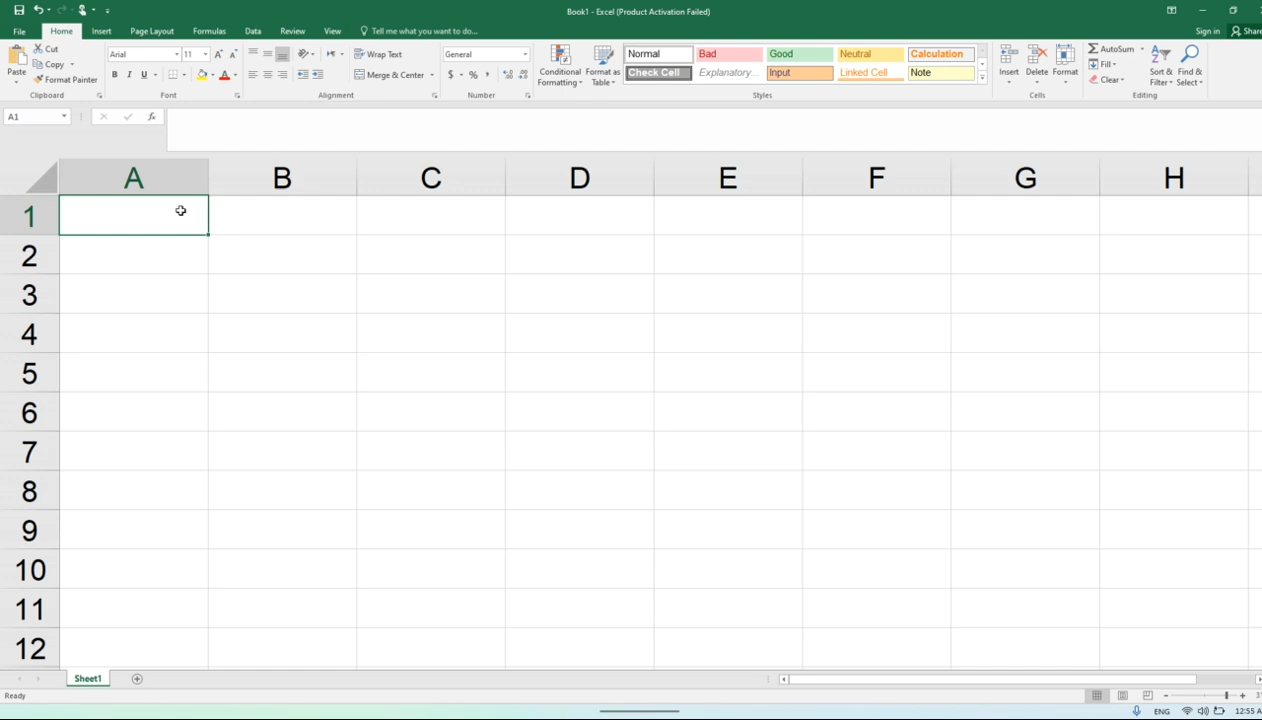 Book1 - Excel (Product Activation Failed)
File Home Insert Page Layout Formulas Data Review View Tell me what you want to do... Sign in Share
Paste Cut Copy Format Painter Clipboard
Arial 11 B I U A Font
Wrap Text Merge & Center Alignment
General $ % , Number
Conditional Formatting Format as Table Normal Bad Good Neutral Calculation
Check Cell Explanatory... Input Linked Cell Note Styles
Insert Delete Format Cells
AutoSum Fill Clear Sort & Filter Find & Select Editing
A1 fx
A B C D E F G H
1
2
3
4
5
6
7
8
9
10
11
12
Sheet1
Ready
ENG 12:55